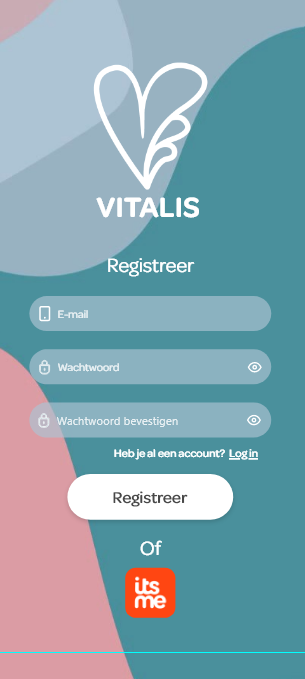 VITALIS
Registreer
E-mail
Wachtwoord
Wachtwoord bevestigen
Heb je al een account? Log in
Registreer
Of
its
me